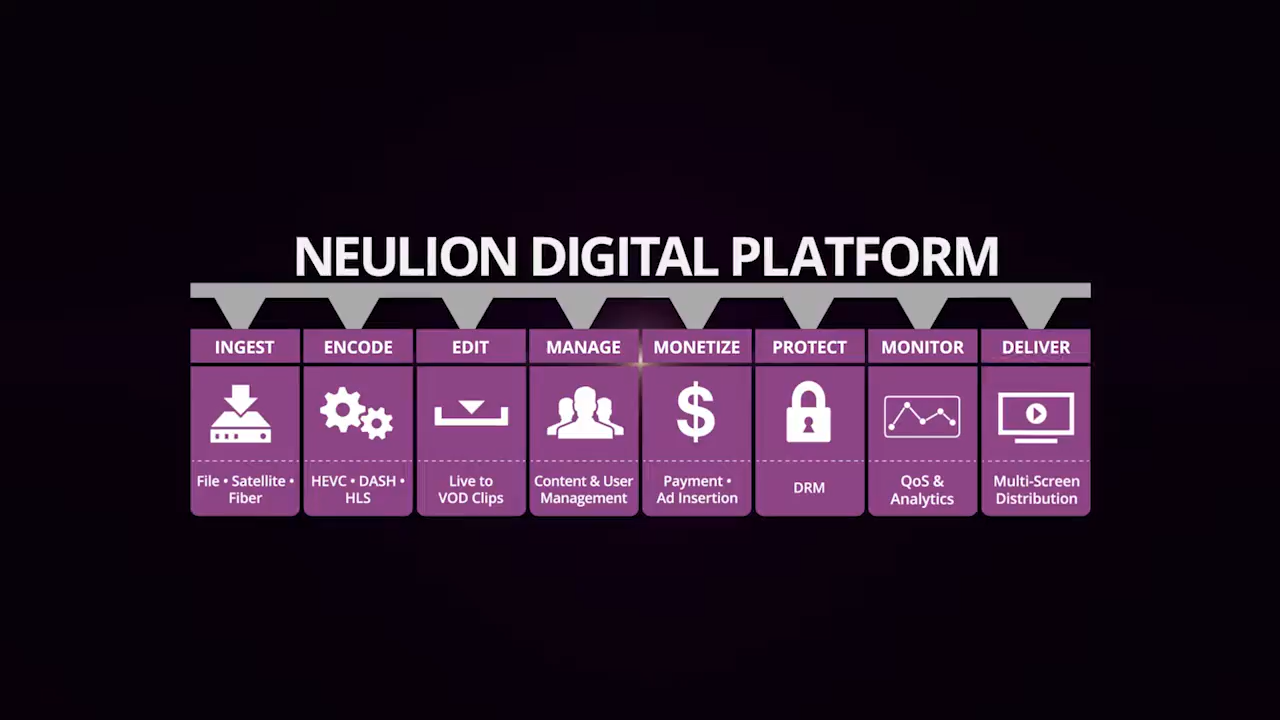 NEULION DIGITAL PLATFORM
INGEST
ENCODE
EDIT
MANAGE
MONETIZE
PROTECT
MONITOR
DELIVER
File • Satellite •
Fiber
HEVC • DASH •
HLS
Live to
VOD Clips
Content & User
Management
Payment •
Ad Insertion
DRM
QoS &
Analytics
Multi-Screen
Distribution